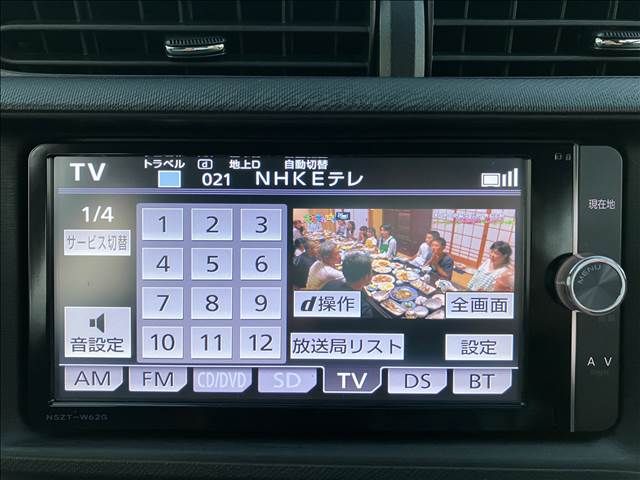 トラベル d 地上D 自動切替
TV 021 NHKEテレ
1/4
サービス切替
1 2 3
4 5 6
7 8 9
10 11 12
d操作 全画面
音設定
放送局リスト 設定
AM FM CD/DVD SD TV DS BT
NSZT-W62G
現在地
MENU
AV